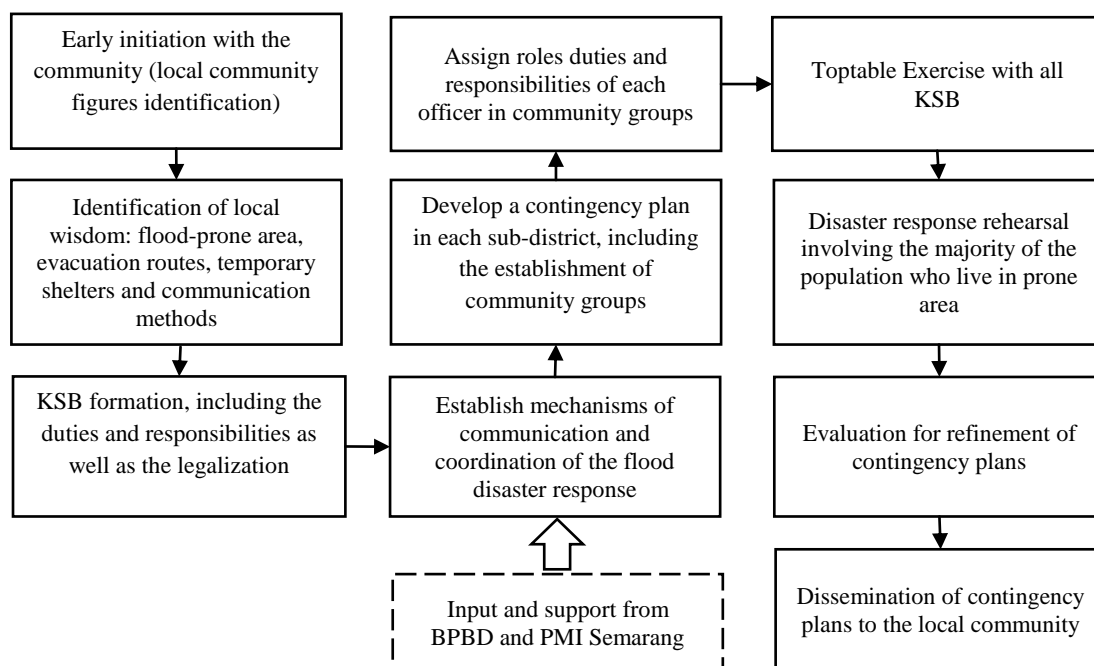 Early initiation with the
community (local community
figures identification)
Identification of local
wisdom: flood-prone area,
evacuation routes, temporary
shelters and communication
methods
KSB formation, including the
duties and responsibilities as
well as the legalization
Establish mechanisms of
communication and
coordination of the flood
disaster response
Input and support from
BPBD and PMI Semarang
Develop a contingency plan
in each sub-district, including
the establishment of
community groups
Assign roles duties and
responsibilities of each
officer in community groups
Toptable Exercise with all
KSB
Disaster response rehearsal
involving the majority of the
population who live in prone
area
Evaluation for refinement of
contingency plans
Dissemination of contingency
plans to the local community